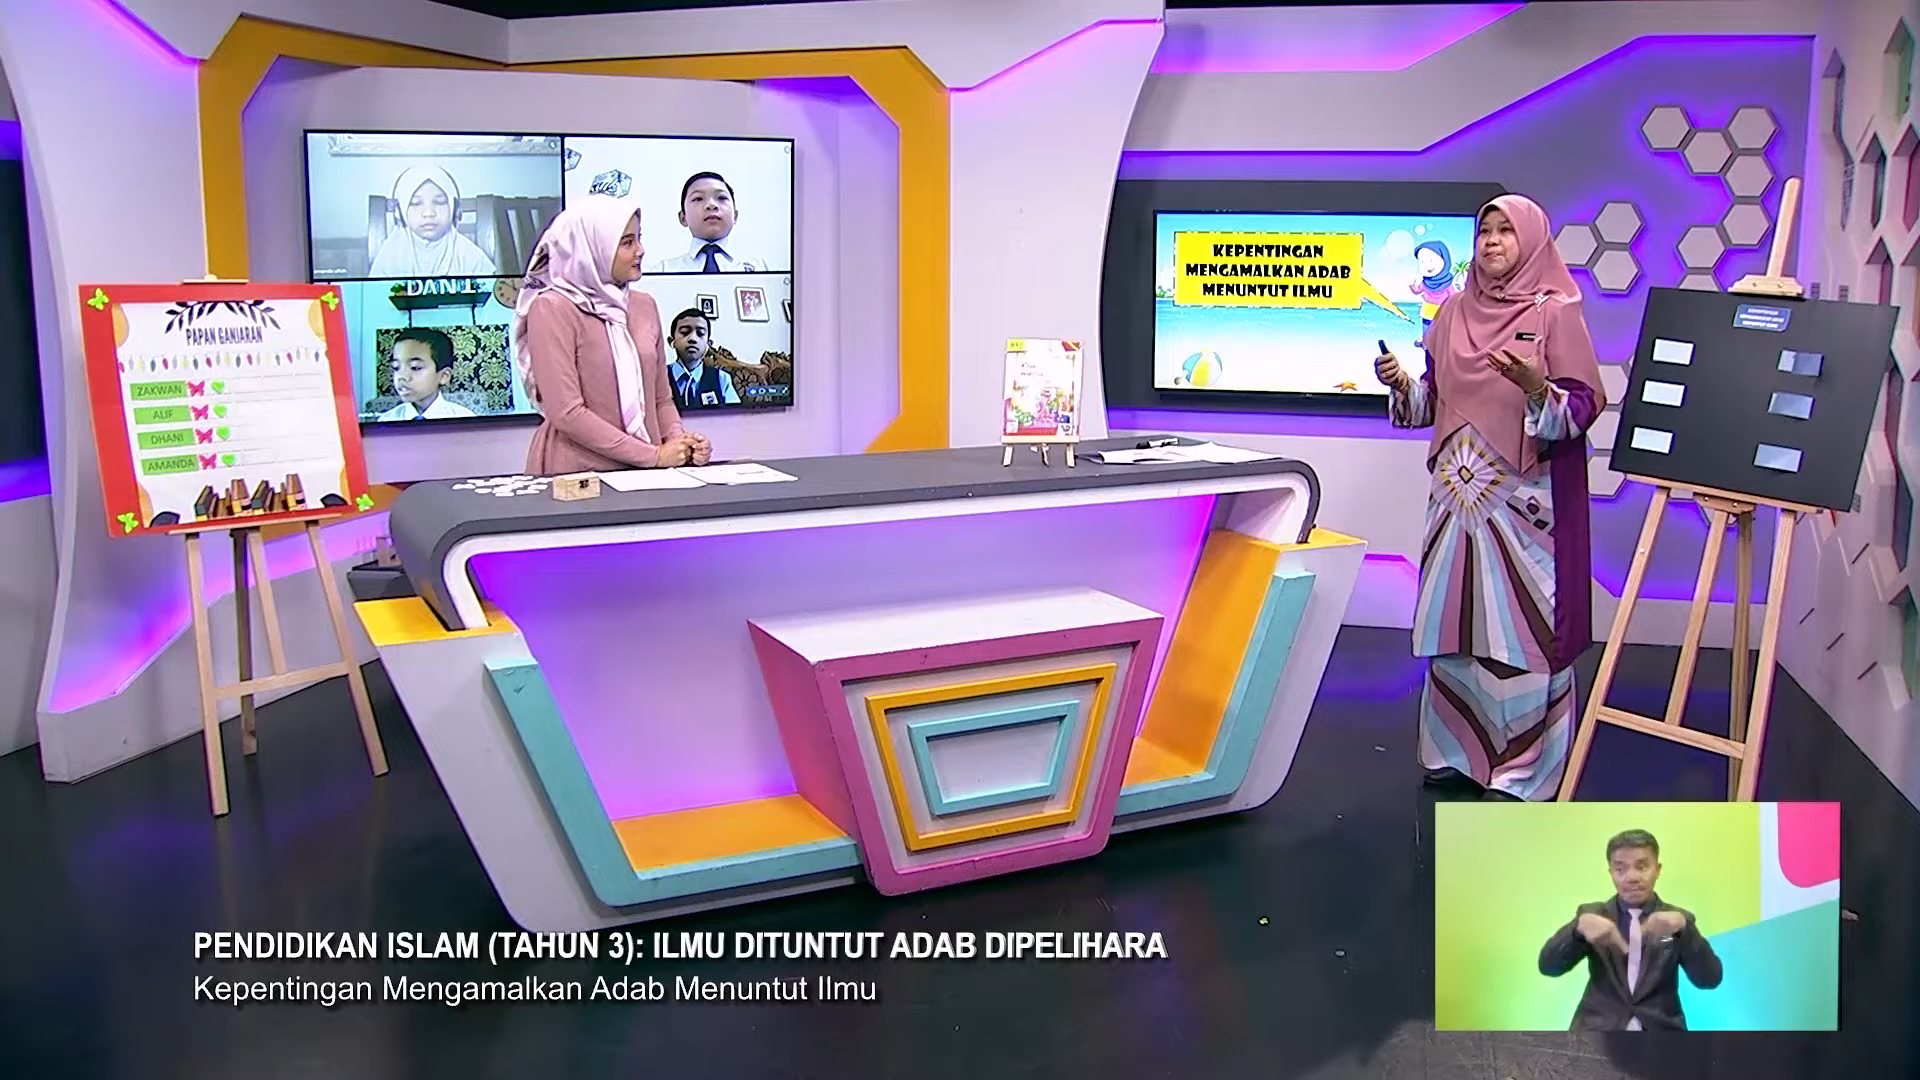 PAPAN GANJARAN
ZAKWAN
ALIF
DHANI
AMANDA
DANI
KEPENTINGAN
MENGAMALKAN ADAB
MENUNTUT ILMU
PENDIDIKAN ISLAM (TAHUN 3): ILMU DITUNTUT ADAB DIPELIHARA
Kepentingan Mengamalkan Adab Menuntut Ilmu